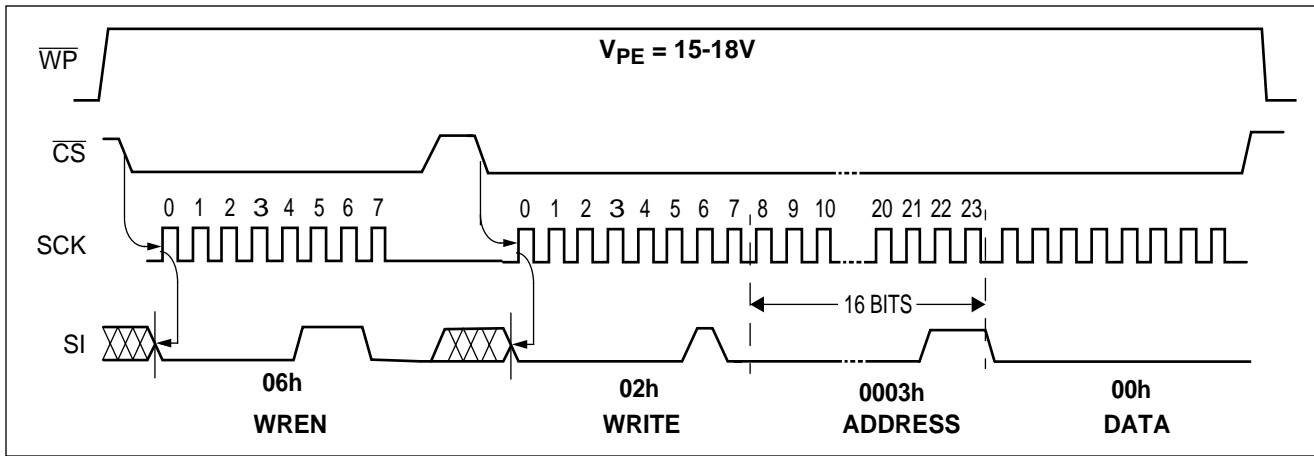 WP
V_PE = 15-18V
CS
0 1 2 3 4 5 6 7
0 1 2 3 4 5 6 7 8 9 10 20 21 22 23
SCK
16 BITS
SI
06h 02h 0003h 00h
WREN WRITE ADDRESS DATA